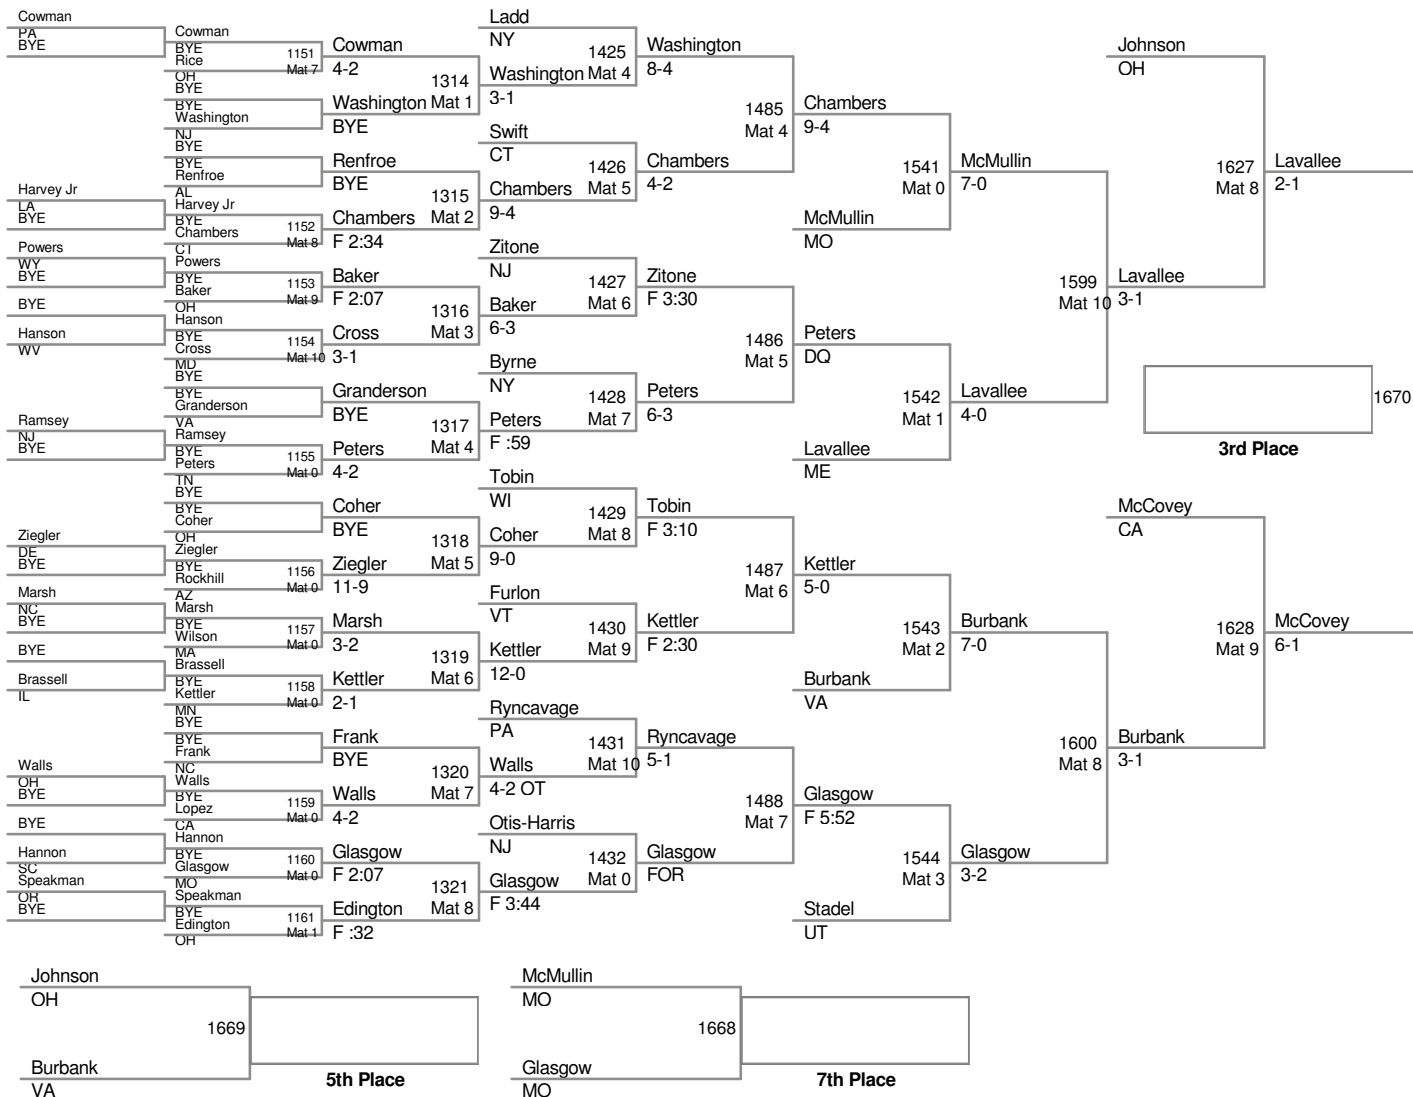 Cowman
PA
BYE
Harvey Jr
LA
BYE
Powers
WY
BYE
BYE
Hanson
WV
Ramsey
NJ
BYE
Ziegler
DE
BYE
Marsh
NC
BYE
BYE
Brassell
IL
Walls
OH
BYE
BYE
Hannon
SC
Speakman
OR
BYE
Cowman
BYE
Rice
OH
BYE
BYE
Washington
NJ
BYE
BYE
Renfroe
AL
Harvey Jr
BYE
Chambers
CT
Powers
BYE
Baker
OH
Hanson
BYE
Cross
MD
BYE
BYE
Granderson
VA
Ramsey
BYE
Peters
TN
BYE
BYE
Coher
OH
Ziegler
BYE
Rockhill
AZ
Marsh
BYE
Wilson
MA
Brassell
BYE
Kettler
MN
BYE
BYE
Frank
NC
Walls
BYE
Lopez
CA
Hannon
BYE
Glasgow
MO
Speakman
BYE
Edington
OH
1151
Mat 7
1152
Mat 8
1153
Mat 9
1154
Mat 10
1155
Mat 0
1156
Mat 0
1157
Mat 0
1158
Mat 0
1159
Mat 0
1160
Mat 0
1161
Mat 1
Cowman
4-2
Washington
BYE
Renfroe
BYE
Chambers
F 2:34
Baker
F 2:07
Cross
3-1
Granderson
BYE
Peters
4-2
Coher
BYE
Ziegler
11-9
Marsh
3-2
Kettler
2-1
Frank
BYE
Walls
4-2
Glasgow
F 2:07
Edington
F :32
1314
Mat 1
1315
Mat 2
1316
Mat 3
1317
Mat 4
1318
Mat 5
1319
Mat 6
1320
Mat 7
1321
Mat 8
Ladd
NY
Washington
3-1
Swift
CT
Chambers
9-4
Zitone
NJ
Baker
6-3
Byrne
NY
Peters
F :59
Tobin
WI
Coher
9-0
Furlon
VT
Kettler
12-0
Ryncavage
PA
Walls
4-2 OT
Otis-Harris
NJ
Glasgow
F 3:44
1425
Mat 4
1426
Mat 5
1427
Mat 6
1428
Mat 7
1429
Mat 8
1430
Mat 9
1431
Mat 10
1432
Mat 0
Washington
8-4
Chambers
4-2
Zitone
F 3:30
Peters
6-3
Tobin
F 3:10
Kettler
F 2:30
Ryncavage
5-1
Glasgow
FOR
1485
Mat 4
1486
Mat 5
1487
Mat 6
1488
Mat 7
Chambers
9-4
McMullin
MO
Peters
DQ
Lavallee
ME
Kettler
5-0
Burbank
VA
Glasgow
F 5:52
Stadel
UT
1541
Mat 0
1542
Mat 1
1543
Mat 2
1544
Mat 3
McMullin
7-0
Lavallee
4-0
Burbank
7-0
Glasgow
3-2
1599
Mat 10
1600
Mat 8
Johnson
OH
Lavallee
3-1
McCovey
CA
Burbank
3-1
1627
Mat 8
1628
Mat 9
Lavallee
2-1
McCovey
6-1
1670
3rd Place
Johnson
OH
1669
Burbank
VA
5th Place
McMullin
MO
1668
Glasgow
MO
7th Place